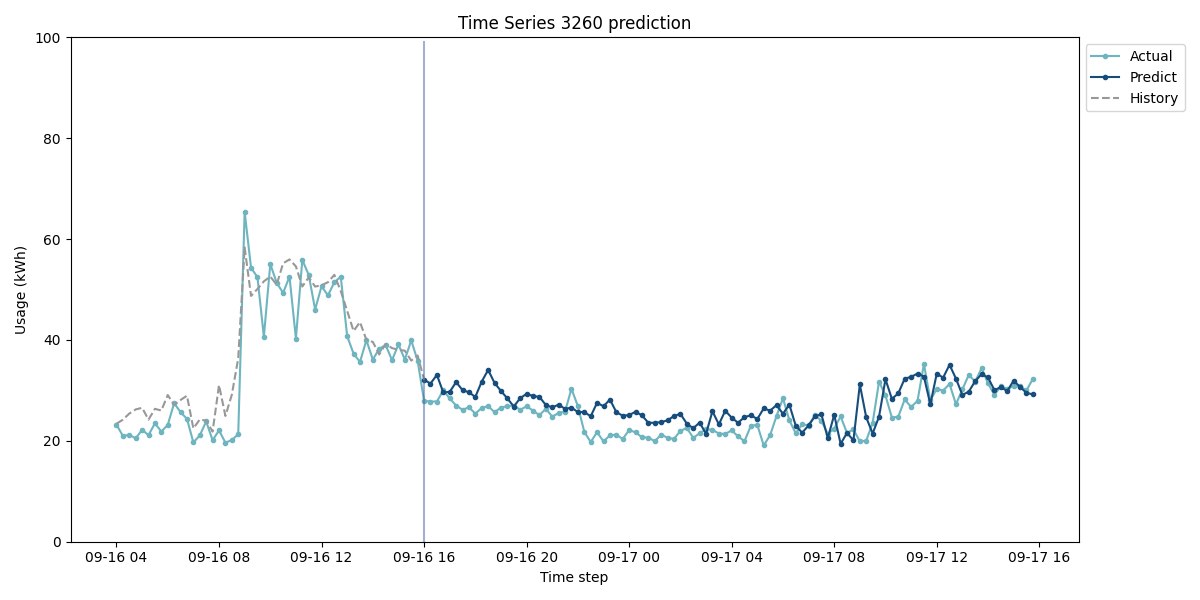 Time Series 3260 prediction
100
80
60
40
20
0
Usage (kWh)
09-16 04
09-16 08
09-16 12
09-16 16
09-16 20
09-17 00
09-17 04
09-17 08
09-17 12
09-17 16
Time step
Actual
Predict
History